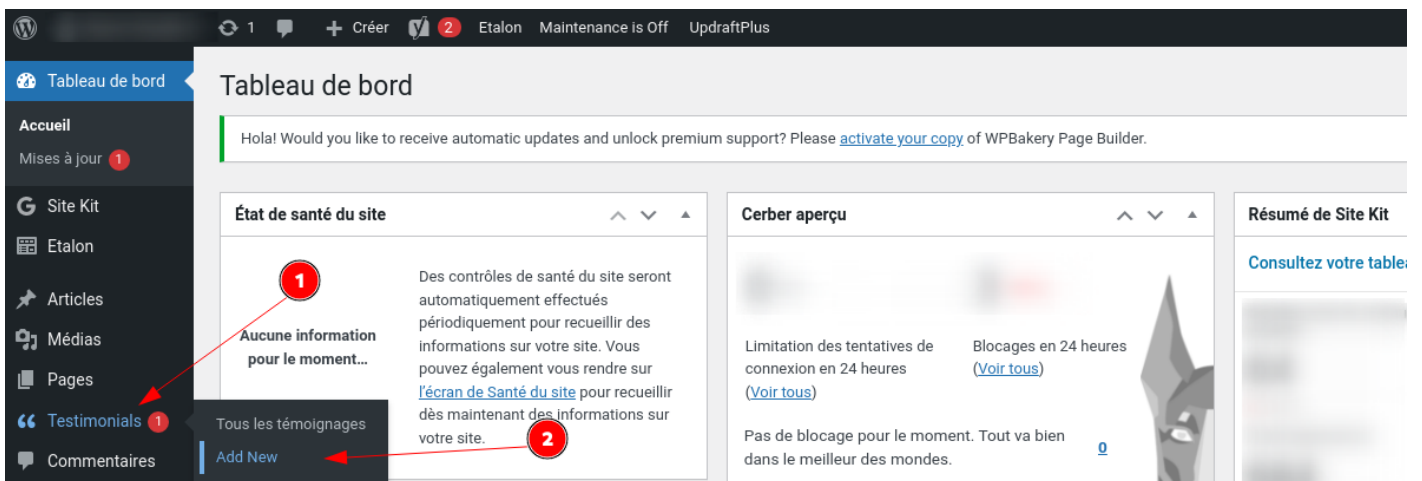 1 Créer 2 Etalon Maintenance is Off UpdraftPlus
Tableau de bord
Accueil
Mises à jour 1
Site Kit
Etalon
Articles
Médias
Pages
Testimonials 1
Commentaires
Tous les témoignages
Add New
Tableau de bord
Hola! Would you like to receive automatic updates and unlock premium support? Please activate your copy of WPBakery Page Builder.
État de santé du site
1
Aucune information
pour le moment...
Des contrôles de santé du site seront
automatiquement effectués
périodiquement pour recueillir des
informations sur votre site. Vous
pouvez également vous rendre sur
l'écran de Santé du site pour recueillir
dès maintenant des informations sur
votre site.
2
Cerber aperçu
Limitation des tentatives de
connexion en 24 heures
(Voir tous)
Blocages en 24 heures
(Voir tous)
Pas de blocage pour le moment. Tout va bien
dans le meilleur des mondes.
0
Résumé de Site Kit
Consultez votre